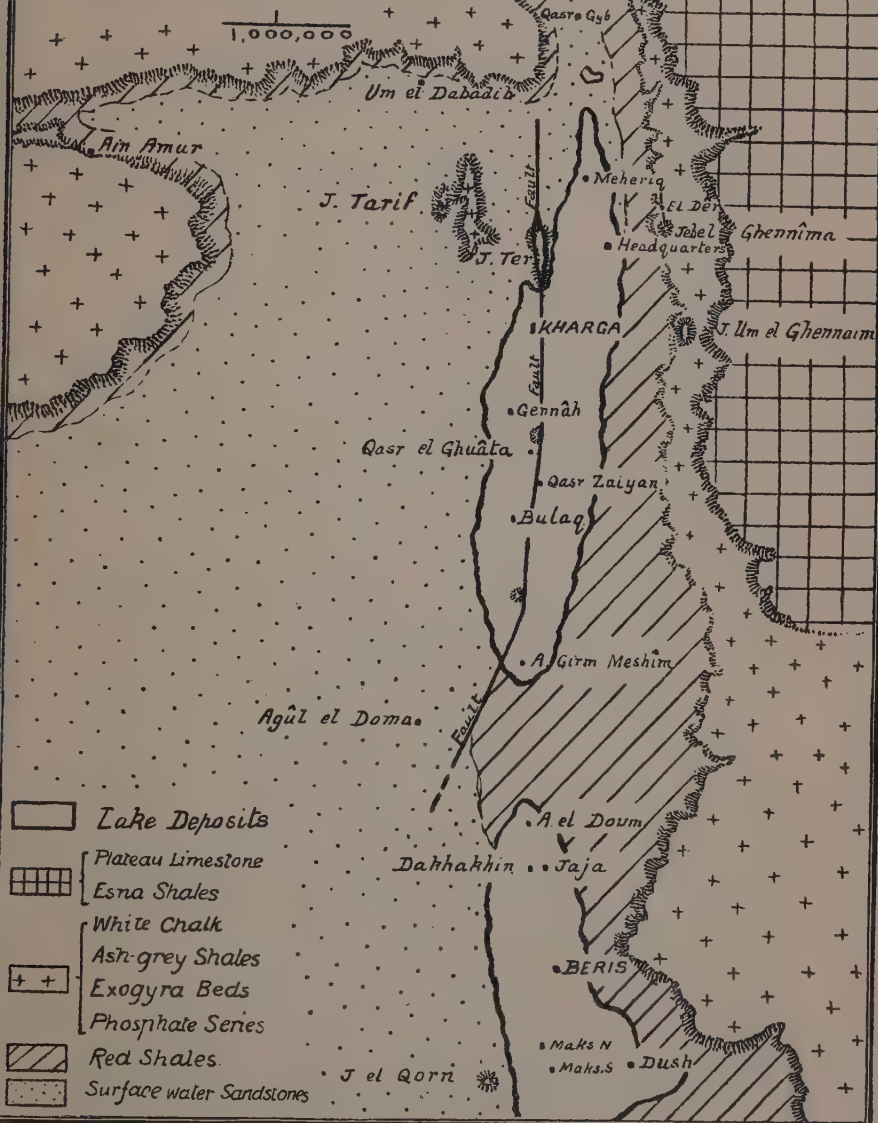 1,000,000
Qasr Gyb
Um el Dabadib
Ain Amur
Meheriq
J. Tarif
Fault
El Der
Jebel Ghennîma
Headquarters
J. Ter
KHARGA
J. Um el Ghennaim
Fault
Gennâh
Qasr el Ghuâta
Qasr Zaiyan
Bulaq
A. Girm Meshîm
Agûl el Doma
Fault
Lake Deposits
A. el Doum
Plateau Limestone
Dakhakhin
Jaja
Esna Shales
White Chalk
Ash-grey Shales
BERIS
Exogyra Beds
Phosphate Series
Maks N
Red Shales.
Maks. S
Dush
J el Qorn
Surface water Sandstones